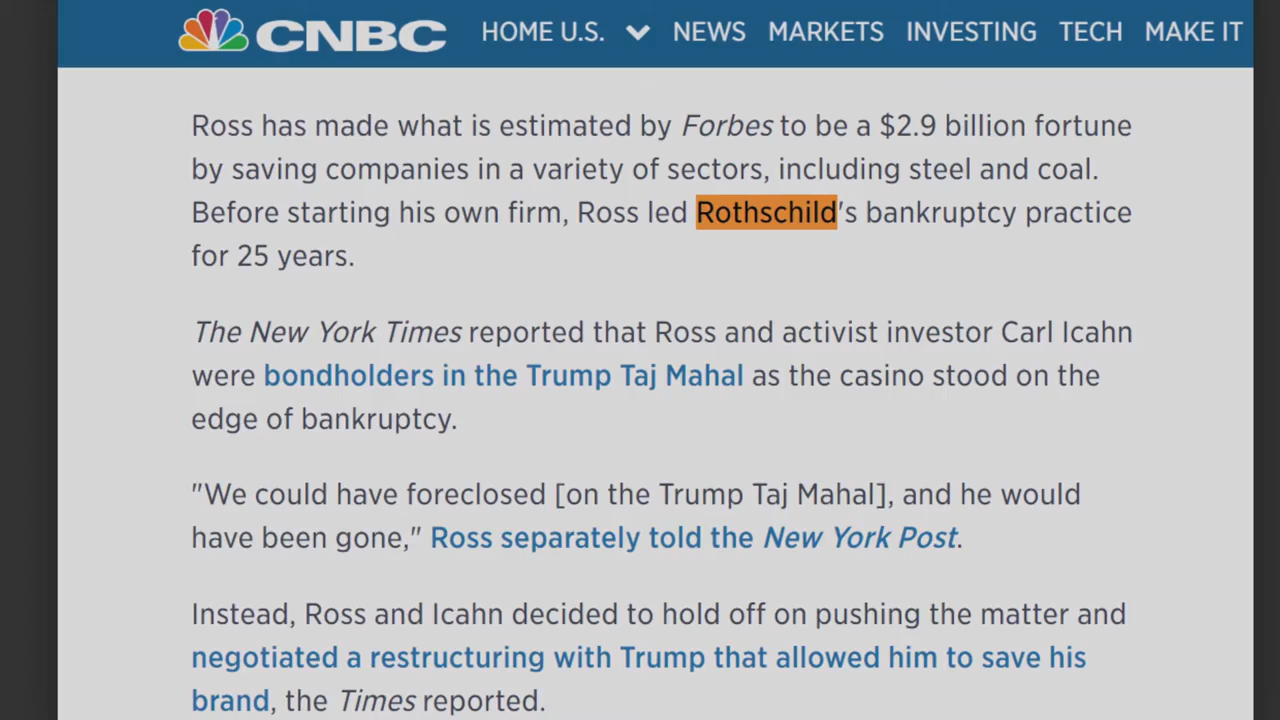 CNBC HOME U.S. NEWS MARKETS INVESTING TECH MAKE IT
Ross has made what is estimated by Forbes to be a $2.9 billion fortune
by saving companies in a variety of sectors, including steel and coal.
Before starting his own firm, Ross led Rothschild's bankruptcy practice
for 25 years.
The New York Times reported that Ross and activist investor Carl Icahn
were bondholders in the Trump Taj Mahal as the casino stood on the
edge of bankruptcy.
"We could have foreclosed [on the Trump Taj Mahal], and he would
have been gone," Ross separately told the New York Post.
Instead, Ross and Icahn decided to hold off on pushing the matter and
negotiated a restructuring with Trump that allowed him to save his
brand, the Times reported.